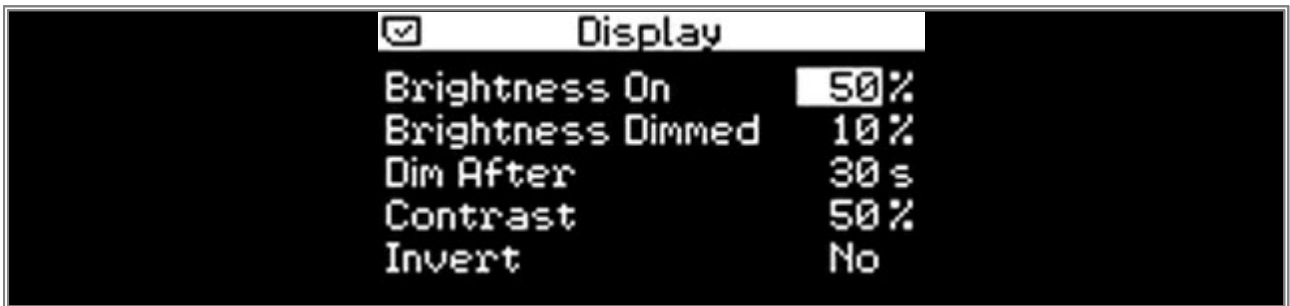 Display
Brightness On 50%
Brightness Dimmed 10%
Dim After 30 s
Contrast 50%
Invert No